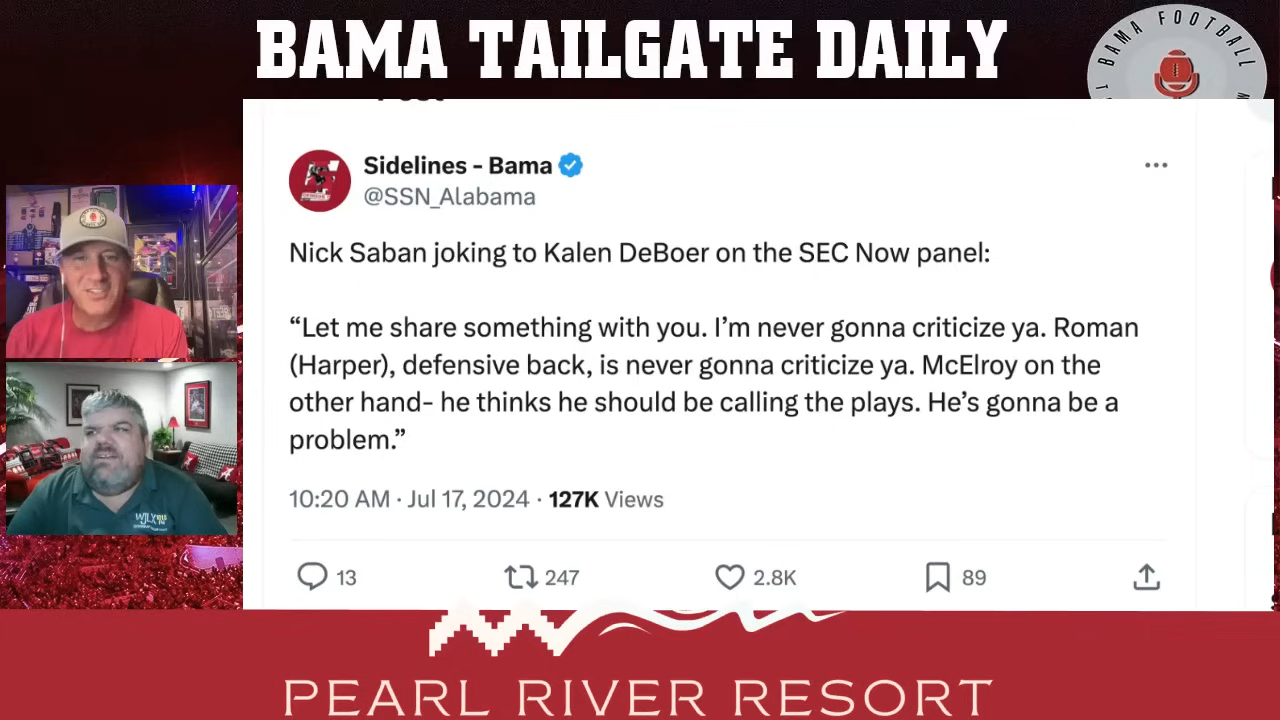 BAMA TAILGATE DAILY
BAMA FOOTBALL
Sidelines - Bama
@SSN_Alabama
Nick Saban joking to Kalen DeBoer on the SEC Now panel:
“Let me share something with you. I’m never gonna criticize ya. Roman
(Harper), defensive back, is never gonna criticize ya. McElroy on the
other hand- he thinks he should be calling the plays. He’s gonna be a
problem.”
10:20 AM · Jul 17, 2024 · 127K Views
13
247
2.8K
89
WJLX
PEARL RIVER RESORT